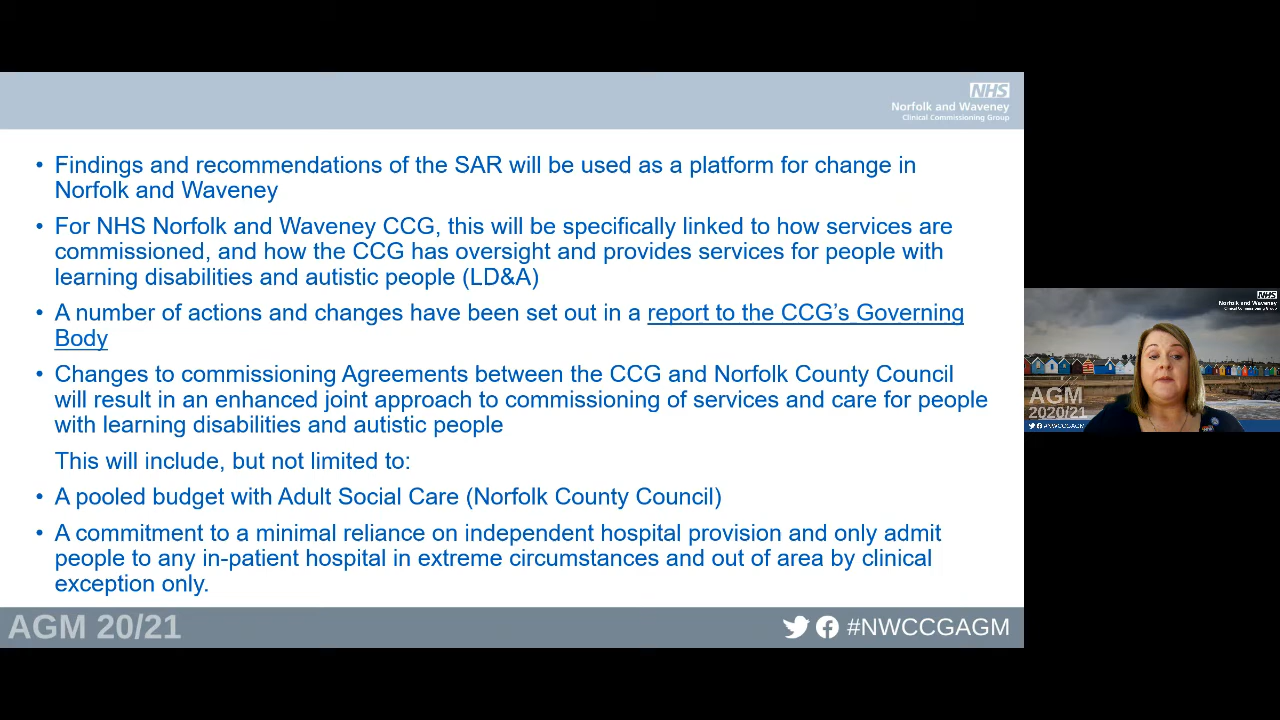 NHS
Norfolk and Waveney
Clinical Commissioning Group
• Findings and recommendations of the SAR will be used as a platform for change in
Norfolk and Waveney
• For NHS Norfolk and Waveney CCG, this will be specifically linked to how services are
commissioned, and how the CCG has oversight and provides services for people with
learning disabilities and autistic people (LD&A)
• A number of actions and changes have been set out in a report to the CCG's Governing
Body
• Changes to commissioning Agreements between the CCG and Norfolk County Council
will result in an enhanced joint approach to commissioning of services and care for people
with learning disabilities and autistic people
This will include, but not limited to:
• A pooled budget with Adult Social Care (Norfolk County Council)
• A commitment to a minimal reliance on independent hospital provision and only admit
people to any in-patient hospital in extreme circumstances and out of area by clinical
exception only.
AGM 20/21
#NWCCGAGM
NHS
Norfolk and Waveney
Clinical Commissioning Group
AGM
2020/21
#NWCCGAGM